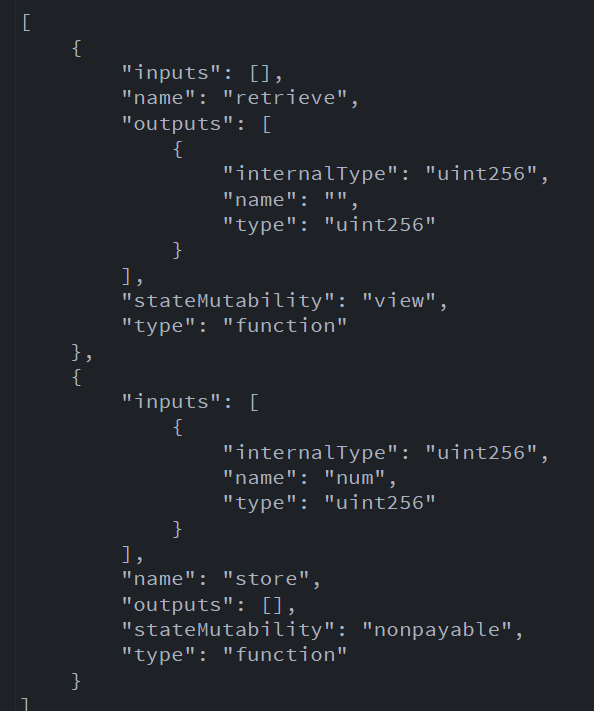 [
    {
        "inputs": [],
        "name": "retrieve",
        "outputs": [
            {
                "internalType": "uint256",
                "name": "",
                "type": "uint256"
            }
        ],
        "stateMutability": "view",
        "type": "function"
    },
    {
        "inputs": [
            {
                "internalType": "uint256",
                "name": "num",
                "type": "uint256"
            }
        ],
        "name": "store",
        "outputs": [],
        "stateMutability": "nonpayable",
        "type": "function"
    }
]